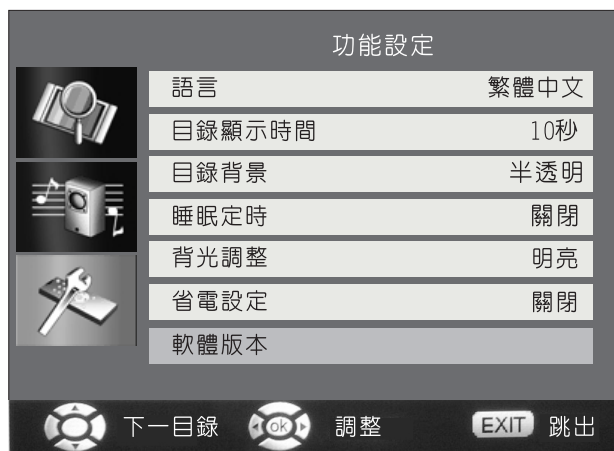 功能設定
語言 繁體中文
目錄顯示時間 10秒
目錄背景 半透明
睡眠定時 關閉
背光調整 明亮
省電設定 關閉
軟體版本
下一目錄 ok 調整 EXIT 跳出